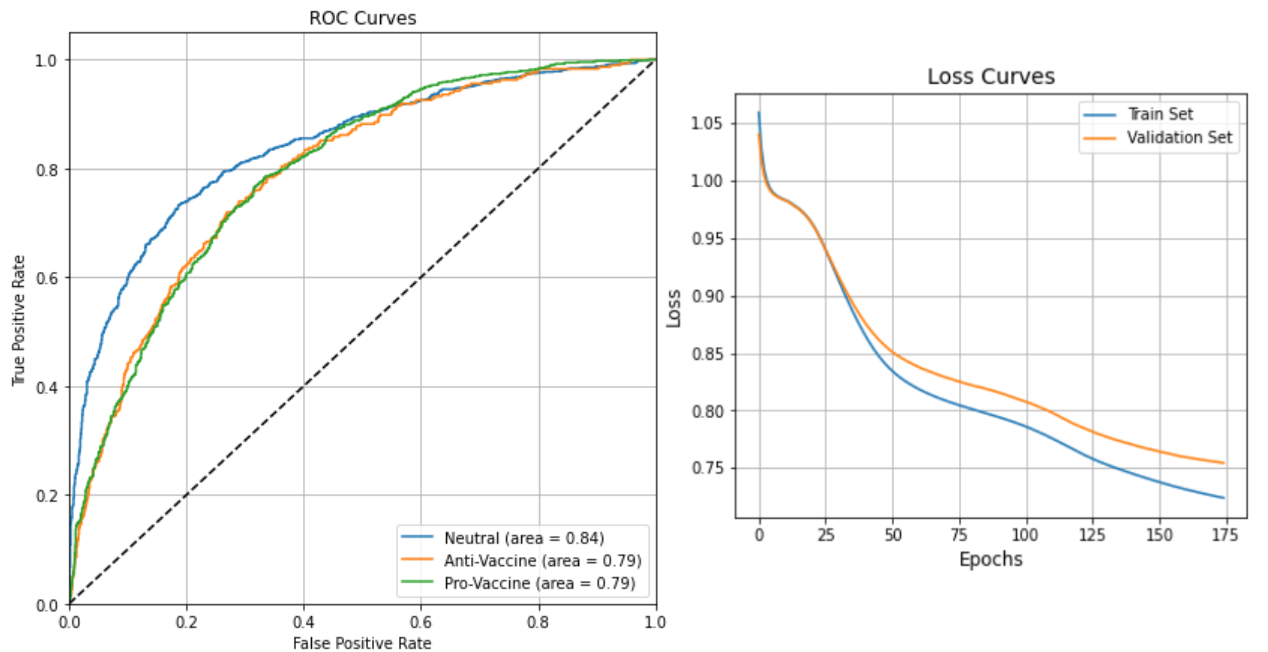 ROC Curves
True Positive Rate
1.0
0.8
0.6
0.4
0.2
0.0
0.0 0.2 0.4 0.6 0.8 1.0
False Positive Rate
Neutral (area = 0.84)
Anti-Vaccine (area = 0.79)
Pro-Vaccine (area = 0.79)
Loss Curves
Loss
1.05
1.00
0.95
0.90
0.85
0.80
0.75
0 25 50 75 100 125 150 175
Epochs
Train Set
Validation Set